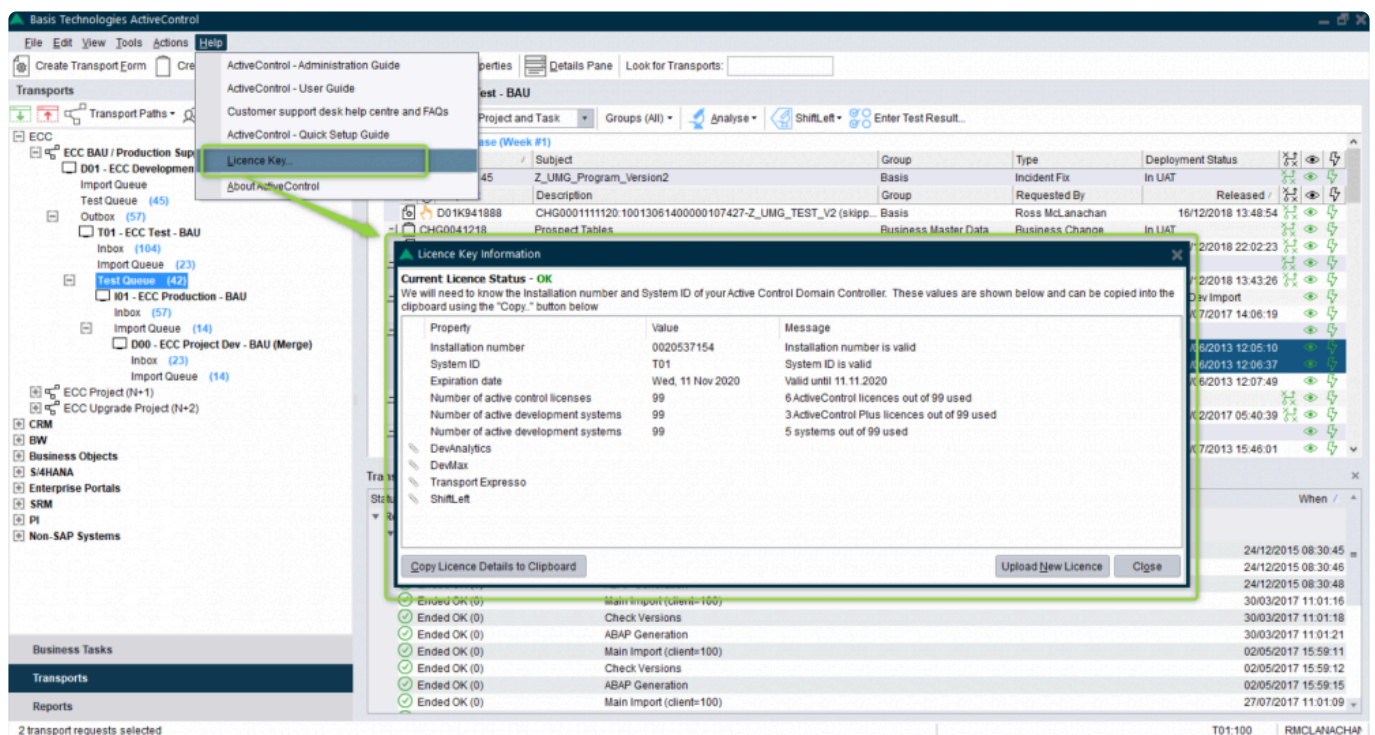 Basis Technologies ActiveControl
File Edit View Tools Actions Help
Create Transport Form Cre
ActiveControl - Administration Guide
ActiveControl - User Guide
Customer support desk help centre and FAQs
ActiveControl - Quick Setup Guide
Licence Key...
About ActiveControl
perties Details Pane Look for Transports:
Transports
Transport Paths
ECC
ECC BAU / Production Sup
D01 - ECC Developmen
Import Queue
Test Queue (45)
Outbox (57)
T01 - ECC Test - BAU
Inbox (104)
Import Queue (23)
Test Queue (42)
I01 - ECC Production - BAU
Inbox (57)
Import Queue (14)
D00 - ECC Project Dev - BAU (Merge)
Inbox (23)
Import Queue (14)
ECC Project (N+1)
ECC Upgrade Project (N+2)
CRM
BW
Business Objects
S/4HANA
Enterprise Portals
SRM
PI
Non-SAP Systems
Business Tasks
Transports
Reports
est - BAU
Project and Task Groups (All) Analyse ShiftLeft Enter Test Result...
ase (Week #1)
/ Subject Group Type Deployment Status
45 Z_UMG_Program_Version2 Basis Incident Fix In UAT
Description Group Requested By Released /
D01K941888 CHG0001111120:10013061400000107427-Z_UMG_TEST_V2 (skipp... Basis Ross McLanachan 16/12/2018 13:48:54
CHG0041218 Prospect Tables Business Master Data Business Change In UAT
/12/2018 22:02:23
/12/2018 13:43:26
Dev Import
/07/2017 14:06:19
/06/2013 12:05:10
/06/2013 12:06:37
/06/2013 12:07:49
/02/2017 05:40:39
/07/2013 15:46:01
Licence Key Information
Current Licence Status - OK
We will need to know the Installation number and System ID of your Active Control Domain Controller. These values are shown below and can be copied into the
clipboard using the "Copy.." button below
Property Value Message
Installation number 0020537154 Installation number is valid
System ID T01 System ID is valid
Expiration date Wed, 11 Nov 2020 Valid until 11.11.2020
Number of active control licenses 99 6 ActiveControl licences out of 99 used
Number of active development systems 99 3 ActiveControl Plus licences out of 99 used
Number of active development systems 99 5 systems out of 99 used
DevAnalytics
DevMax
Transport Expresso
ShiftLeft
Copy Licence Details to Clipboard Upload New Licence Close
Tran
Statu When /
24/12/2015 08:30:45
24/12/2015 08:30:46
24/12/2015 08:30:48
Ended OK (0) Main Import (client=100) 30/03/2017 11:01:16
Ended OK (0) Check Versions 30/03/2017 11:01:18
Ended OK (0) ABAP Generation 30/03/2017 11:01:21
Ended OK (0) Main Import (client=100) 02/05/2017 15:59:11
Ended OK (0) Check Versions 02/05/2017 15:59:12
Ended OK (0) ABAP Generation 02/05/2017 15:59:15
Ended OK (0) Main Import (client=100) 27/07/2017 11:01:09
2 transport requests selected T01:100 RMCLANACHAN